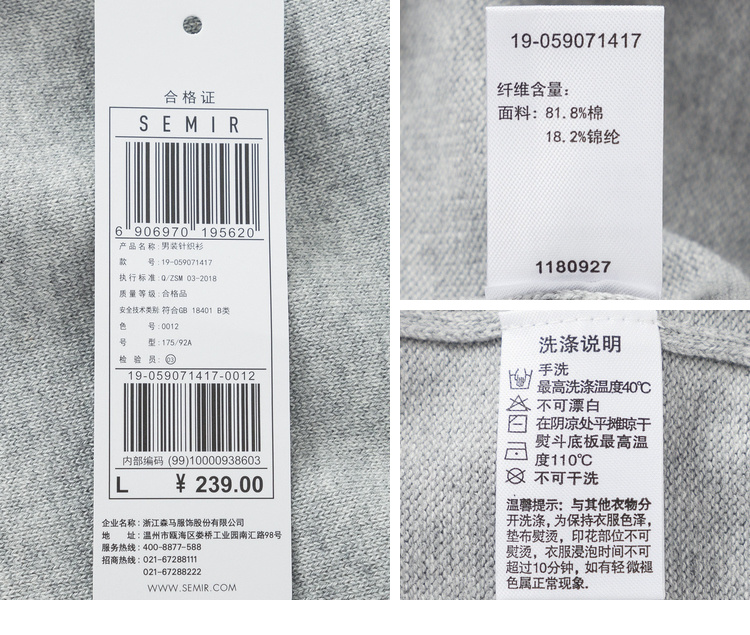 合格证
SEMIR
6 906970 195620
产品名称:男装针织衫
款 号:19-059071417
执行标准:Q/ZSM 03-2018
质量等级:合格品
安全技术类别 符合GB 18401 B类
色 号:0012
号 型:175/92A
检 验 员:03
19-059071417-0012
内部编码 (99)10000938603
L ¥ 239.00
企业名称:浙江森马服饰股份有限公司
地 址:温州市瓯海区娄桥工业园南汇路98号
服务热线:400-8877-588
招商热线:021-67288111
021-67288222
WWW.SEMIR.COM
19-059071417
纤维含量:
面料: 81.8%棉
18.2%锦纶
1180927
洗涤说明
手洗
最高洗涤温度40℃
不可漂白
在阴凉处平摊晾干
熨斗底板最高温
度110℃
不可干洗
温馨提示: 与其他衣物分
开洗涤,为保持衣服色泽,
垫布熨烫, 印花部位不可
熨烫, 衣服浸泡时间不可
超过10分钟, 如有轻微褪
色属正常现象.